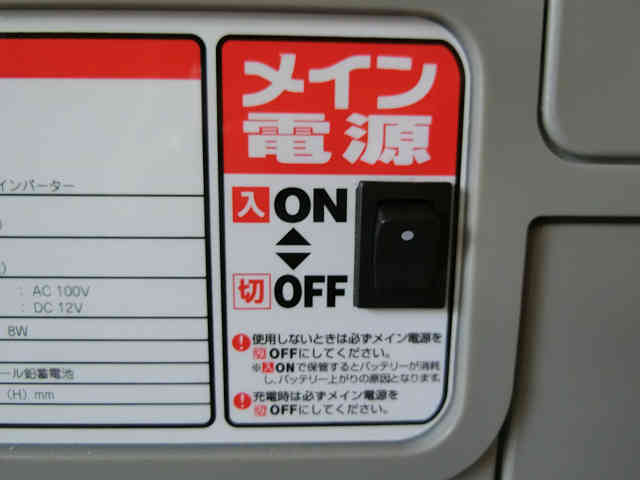 インバーター
: AC 100V
: DC 12V
8W
ール鉛蓄電池
(H) mm
メイン
電源
入 ON
切 OFF
使用しないときは必ずメイン電源を
切 OFFにしてください。
※入ONで保管するとバッテリーが消耗
し、バッテリー上がりの原因となります。
充電時は必ずメイン電源を
切 OFFにしてください。